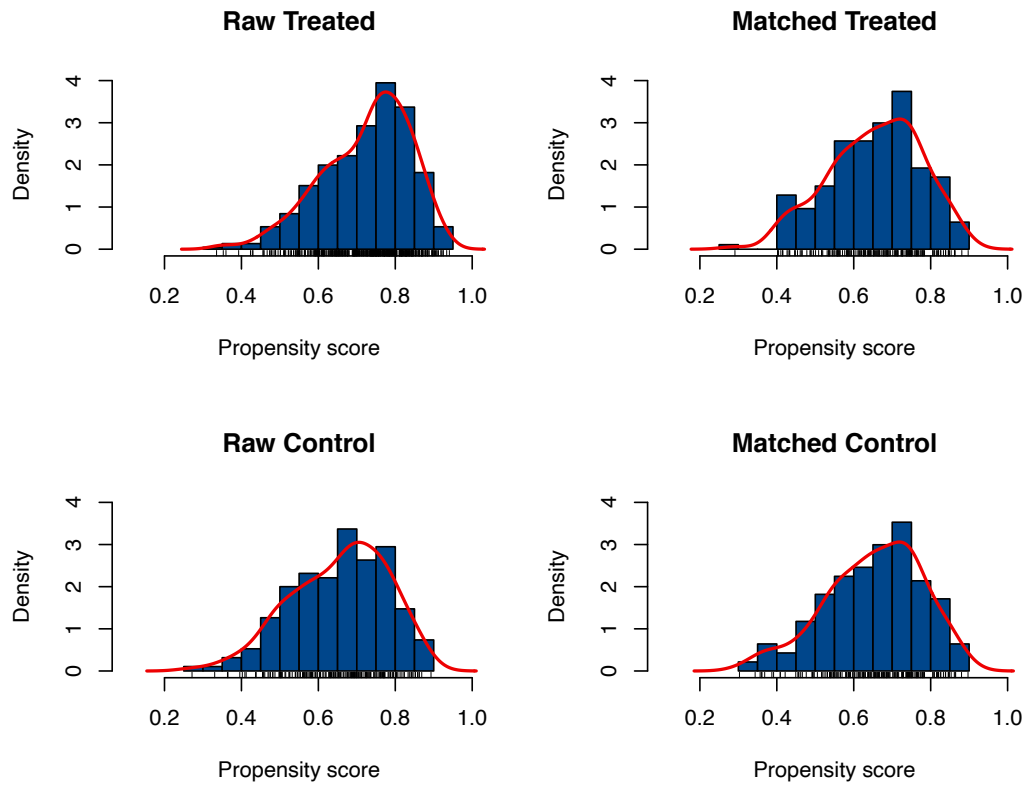 Raw Treated
Density
0 1 2 3 4
0.2 0.4 0.6 0.8 1.0
Propensity score
Matched Treated
Density
0 1 2 3 4
0.2 0.4 0.6 0.8 1.0
Propensity score
Raw Control
Density
0 1 2 3 4
0.2 0.4 0.6 0.8 1.0
Propensity score
Matched Control
Density
0 1 2 3 4
0.2 0.4 0.6 0.8 1.0
Propensity score